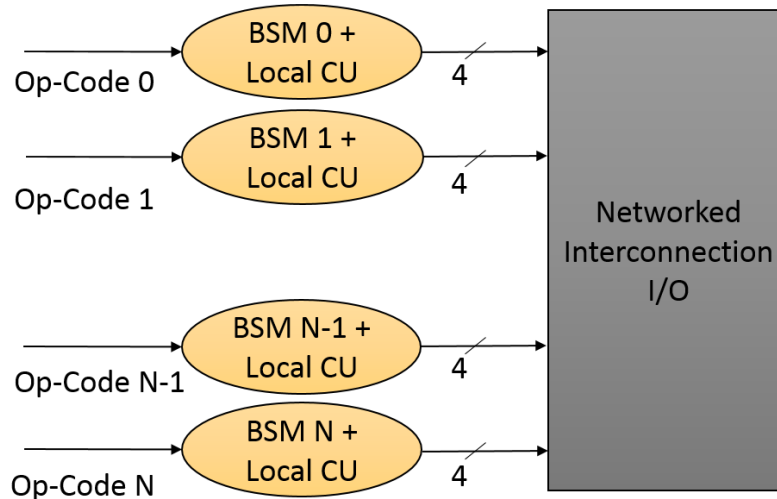 BSM 0 +
Local CU
Op-Code 0
4
BSM 1 +
Local CU
Op-Code 1
4
Networked
Interconnection
I/O
BSM N-1 +
Local CU
Op-Code N-1
4
BSM N +
Local CU
Op-Code N
4